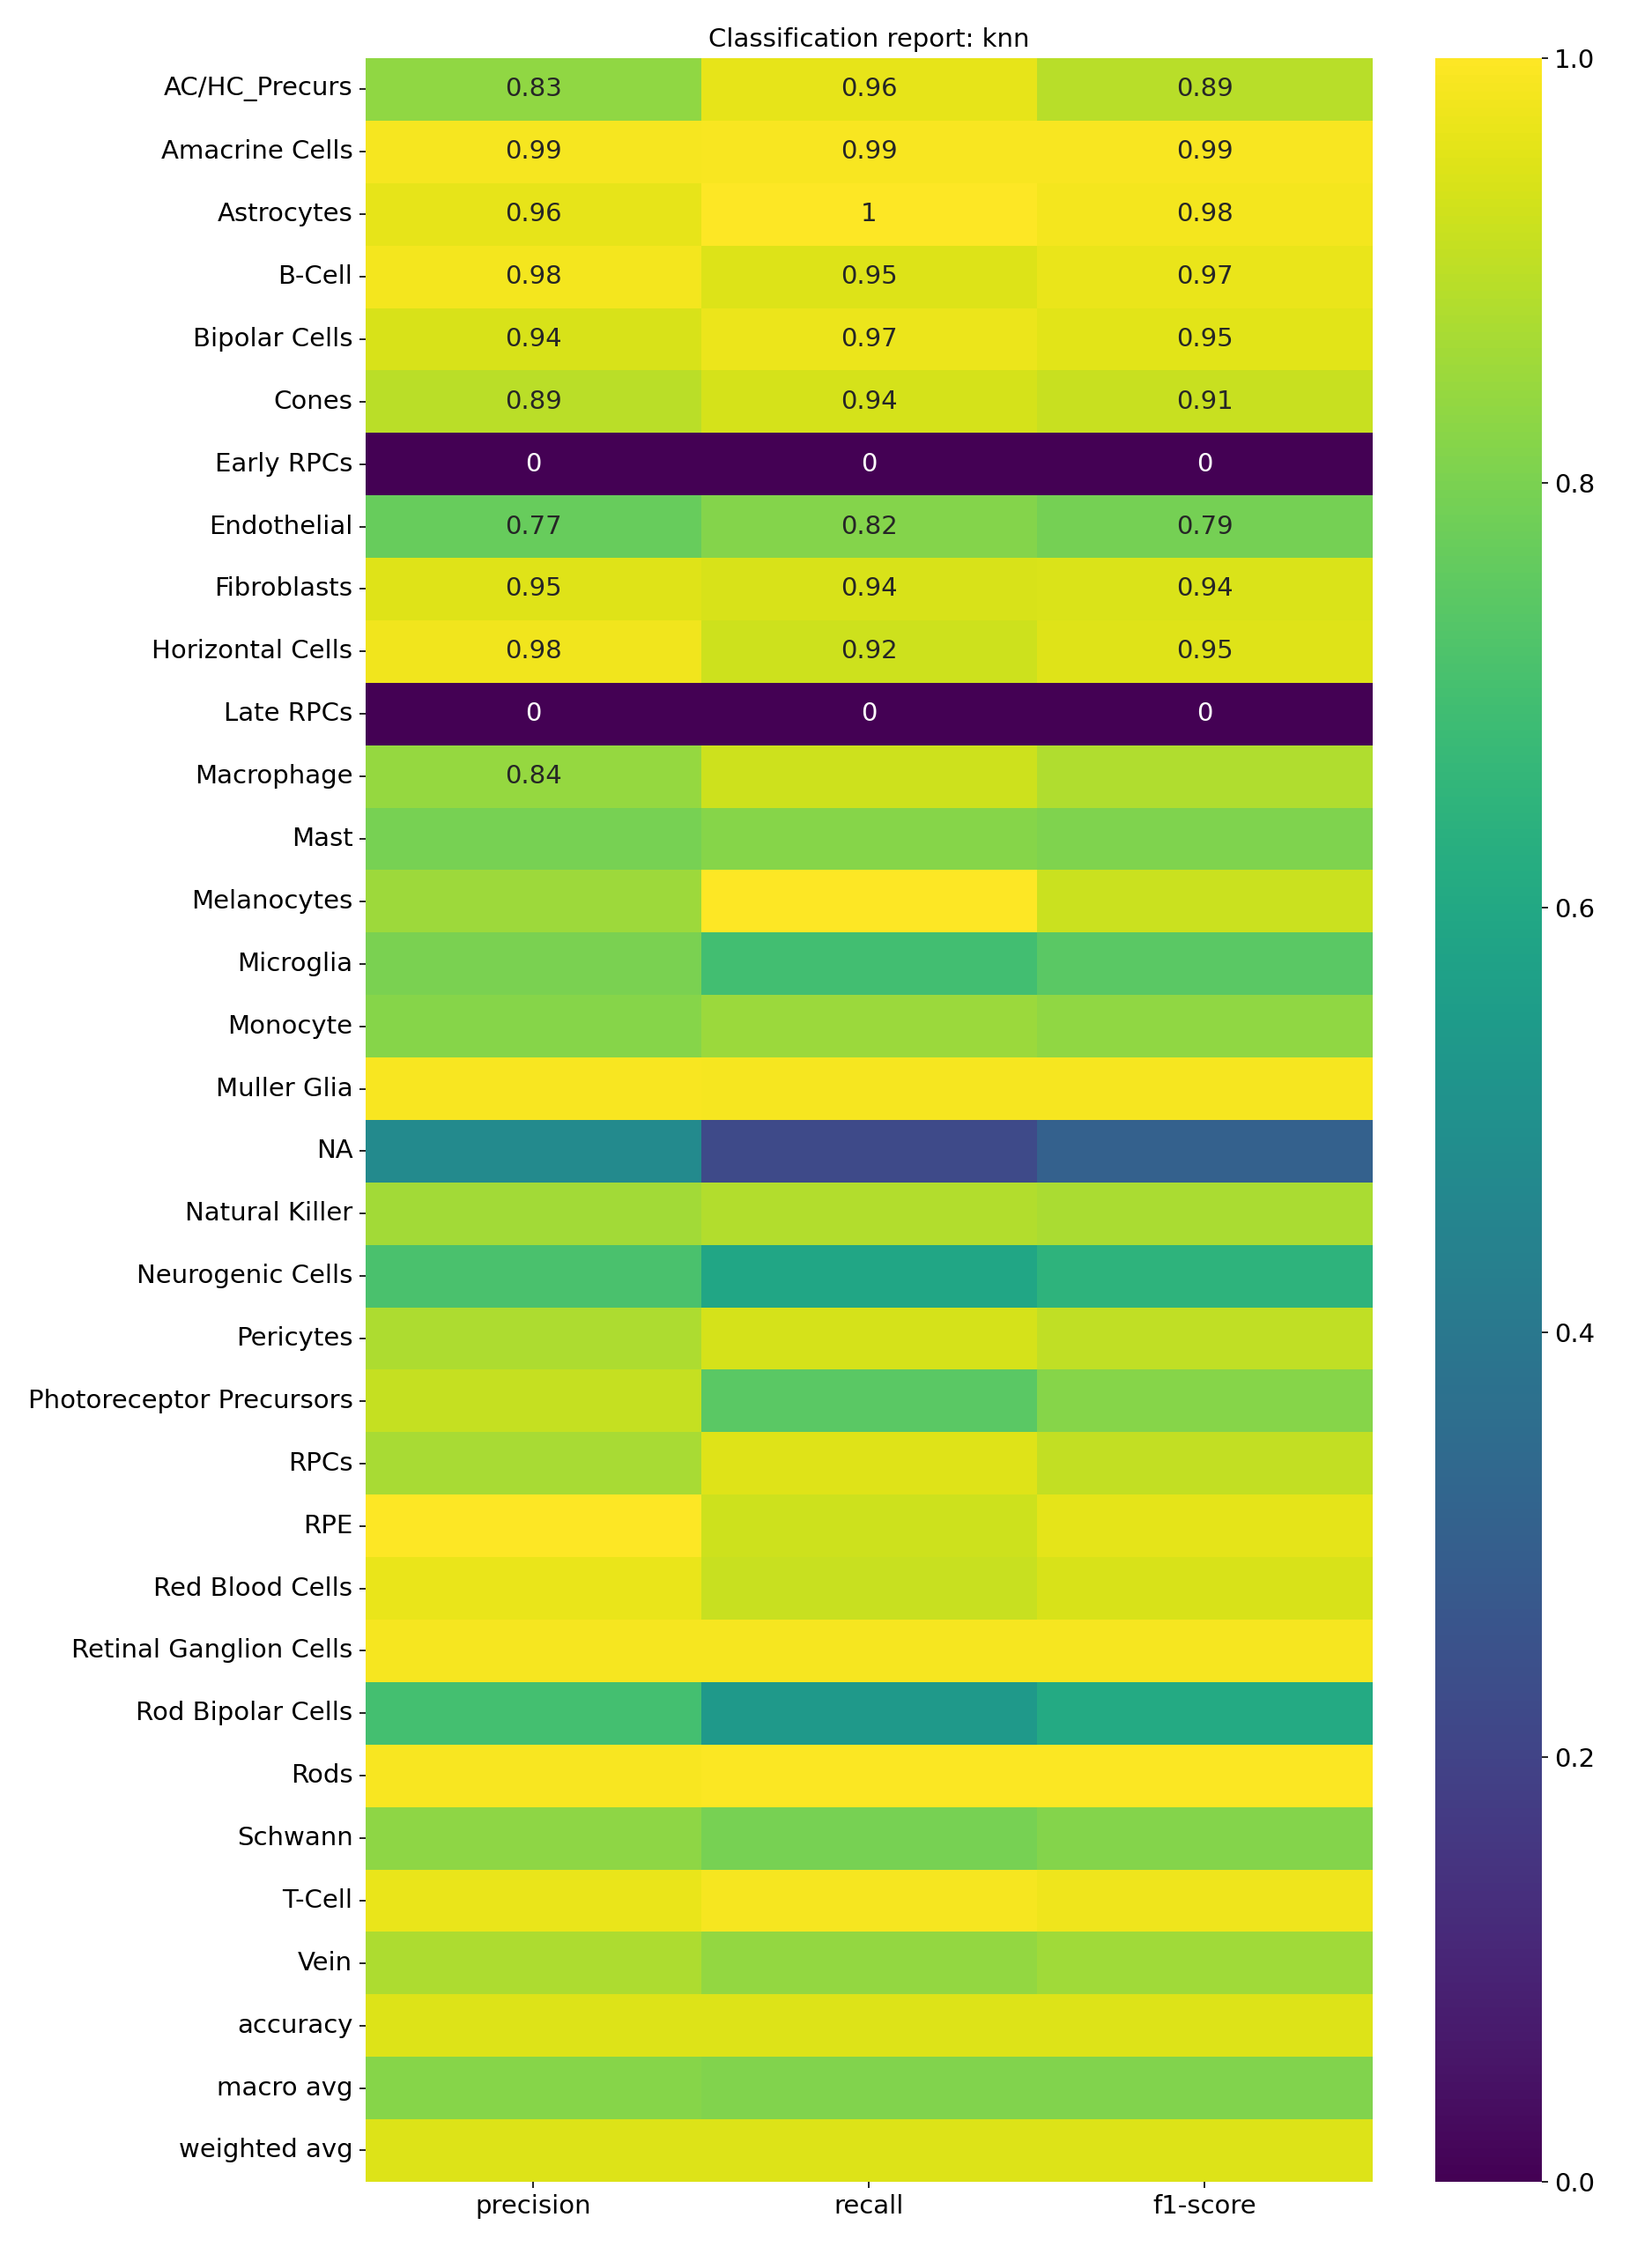 Classification report: knn
AC/HC_Precurs 0.83 0.96 0.89
Amacrine Cells 0.99 0.99 0.99
Astrocytes 0.96 1 0.98
B-Cell 0.98 0.95 0.97
Bipolar Cells 0.94 0.97 0.95
Cones 0.89 0.94 0.91
Early RPCs 0 0 0
Endothelial 0.77 0.82 0.79
Fibroblasts 0.95 0.94 0.94
Horizontal Cells 0.98 0.92 0.95
Late RPCs 0 0 0
Macrophage 0.84
Mast
Melanocytes
Microglia
Monocyte
Muller Glia
NA
Natural Killer
Neurogenic Cells
Pericytes
Photoreceptor Precursors
RPCs
RPE
Red Blood Cells
Retinal Ganglion Cells
Rod Bipolar Cells
Rods
Schwann
T-Cell
Vein
accuracy
macro avg
weighted avg
precision recall f1-score
1.0
0.8
0.6
0.4
0.2
0.0